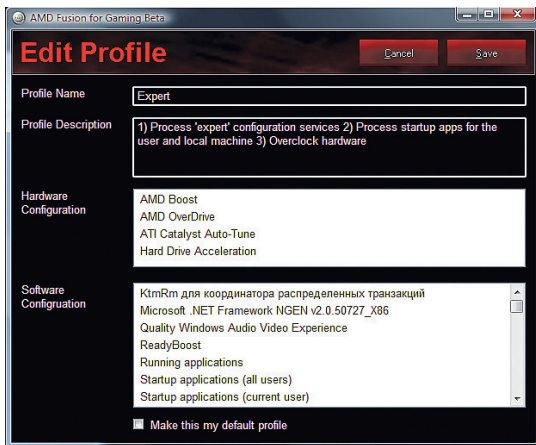 AMD Fusion for Gaming Beta
Edit Profile
Cancel
Save
Profile Name
Expert
Profile Description
1) Process 'expert' configuration services 2) Process startup apps for the
user and local machine 3) Overclock hardware
Hardware
Configuration
AMD Boost
AMD OverDrive
ATI Catalyst Auto-Tune
Hard Drive Acceleration
Software
Configruation
KtmRm для координатора распределенных транзакций
Microsoft .NET Framework NGEN v2.0.50727_X86
Quality Windows Audio Video Experience
ReadyBoost
Running applications
Startup applications (all users)
Startup applications (current user)
Make this my default profile